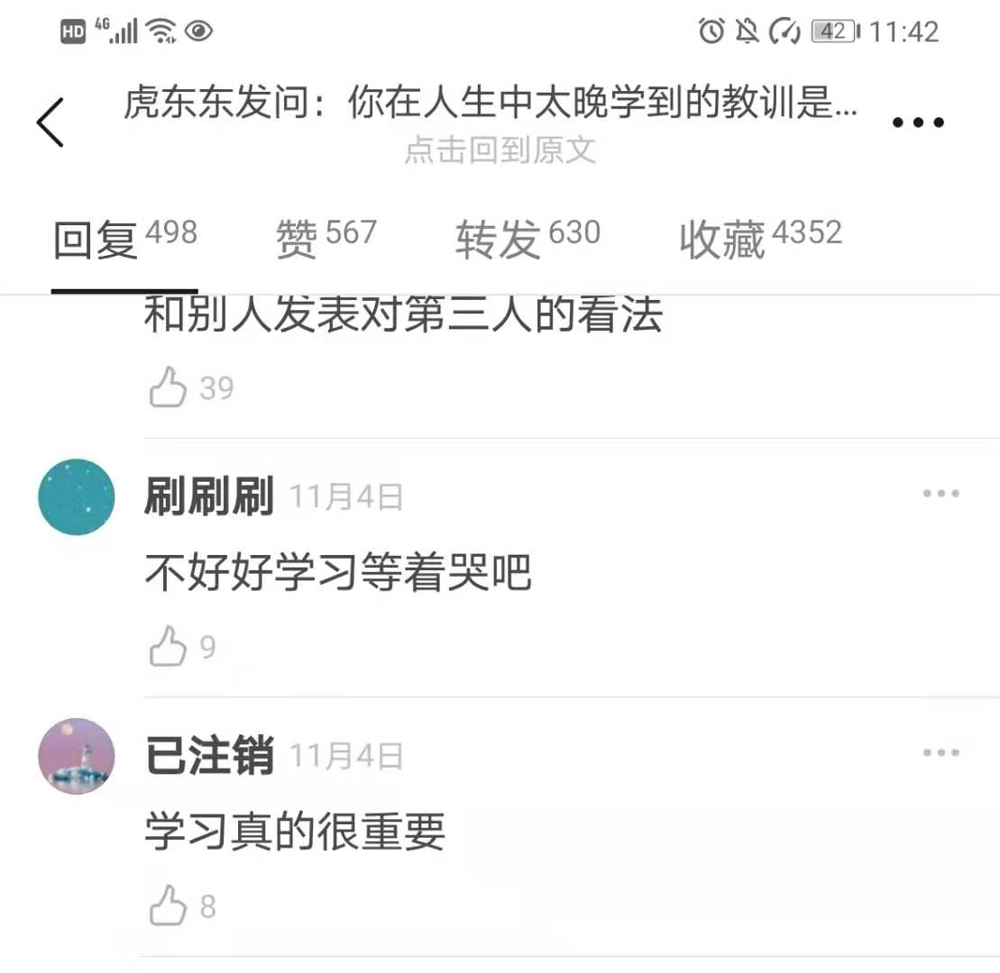 HD 4G 42 11:42
虎东东发问：你在人生中太晚学到的教训是...
点击回到原文
回复 498 赞 567 转发 630 收藏 4352
和别人发表对第三人的看法
39
刷刷刷 11月4日
不好好学习等着哭吧
9
已注销 11月4日
学习真的很重要
8